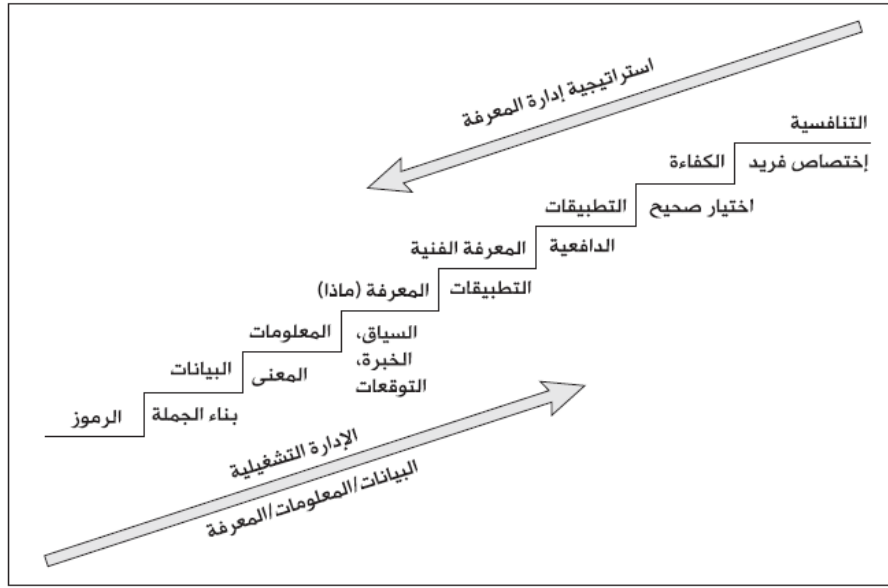 استراتيجية إدارة المعرفة
التنافسية
إختصاص فريد
الكفاءة
اختيار صحيح
التطبيقات
الدافعية
المعرفة الفنية
التطبيقات
المعرفة (ماذا)
السياق،
الخبرة،
التوقعات
المعلومات
المعنى
البيانات
بناء الجملة
الرموز
الإدارة التشغيلية
البيانات/المعلومات/المعرفة